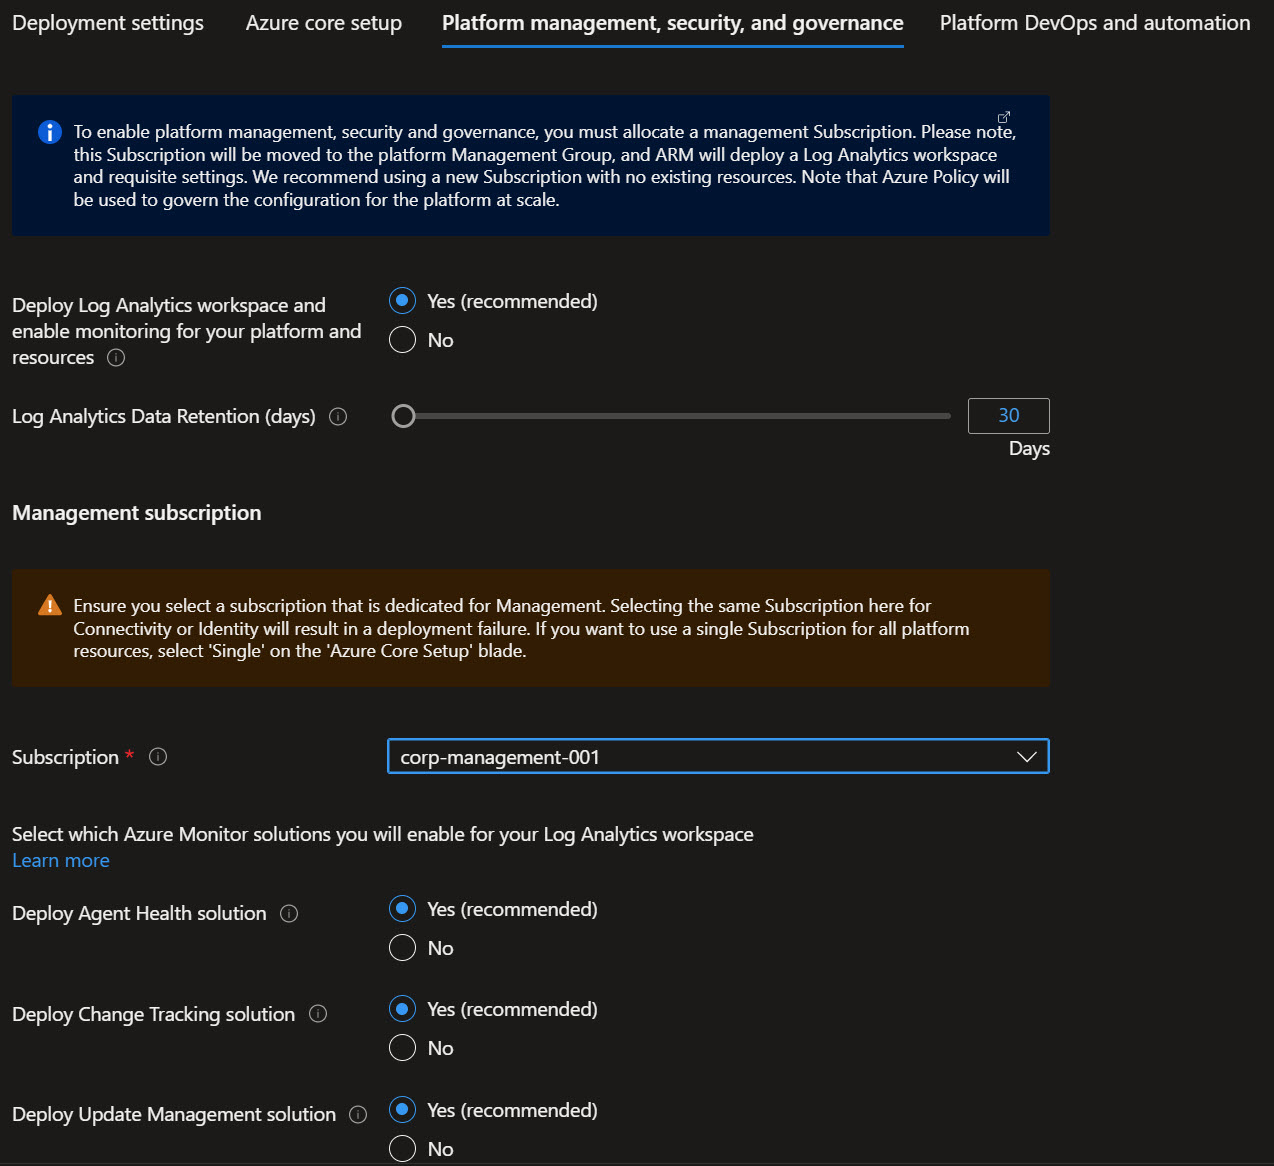 Deployment settings Azure core setup Platform management, security, and governance Platform DevOps and automation
To enable platform management, security and governance, you must allocate a management Subscription. Please note,
this Subscription will be moved to the platform Management Group, and ARM will deploy a Log Analytics workspace
and requisite settings. We recommend using a new Subscription with no existing resources. Note that Azure Policy will
be used to govern the configuration for the platform at scale.
Deploy Log Analytics workspace and
enable monitoring for your platform and
resources
Yes (recommended)
No
Log Analytics Data Retention (days)
30
Days
Management subscription
Ensure you select a subscription that is dedicated for Management. Selecting the same Subscription here for
Connectivity or Identity will result in a deployment failure. If you want to use a single Subscription for all platform
resources, select 'Single' on the 'Azure Core Setup' blade.
Subscription *
corp-management-001
Select which Azure Monitor solutions you will enable for your Log Analytics workspace
Learn more
Deploy Agent Health solution
Yes (recommended)
No
Deploy Change Tracking solution
Yes (recommended)
No
Deploy Update Management solution
Yes (recommended)
No